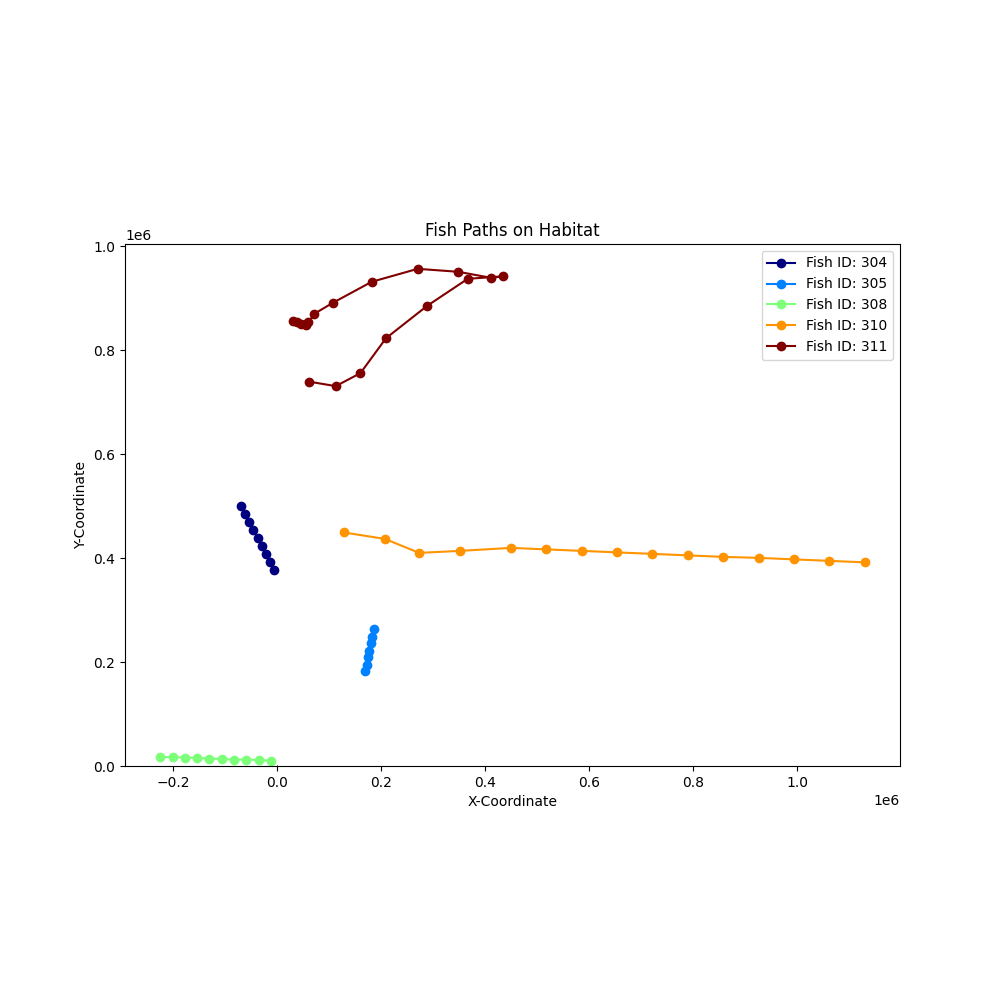 Fish Paths on Habitat
1e6
1.0
0.8
0.6
0.4
0.2
0.0
Y-Coordinate
Fish ID: 304
Fish ID: 305
Fish ID: 308
Fish ID: 310
Fish ID: 311
−0.2 0.0 0.2 0.4 0.6 0.8 1.0
X-Coordinate
1e6